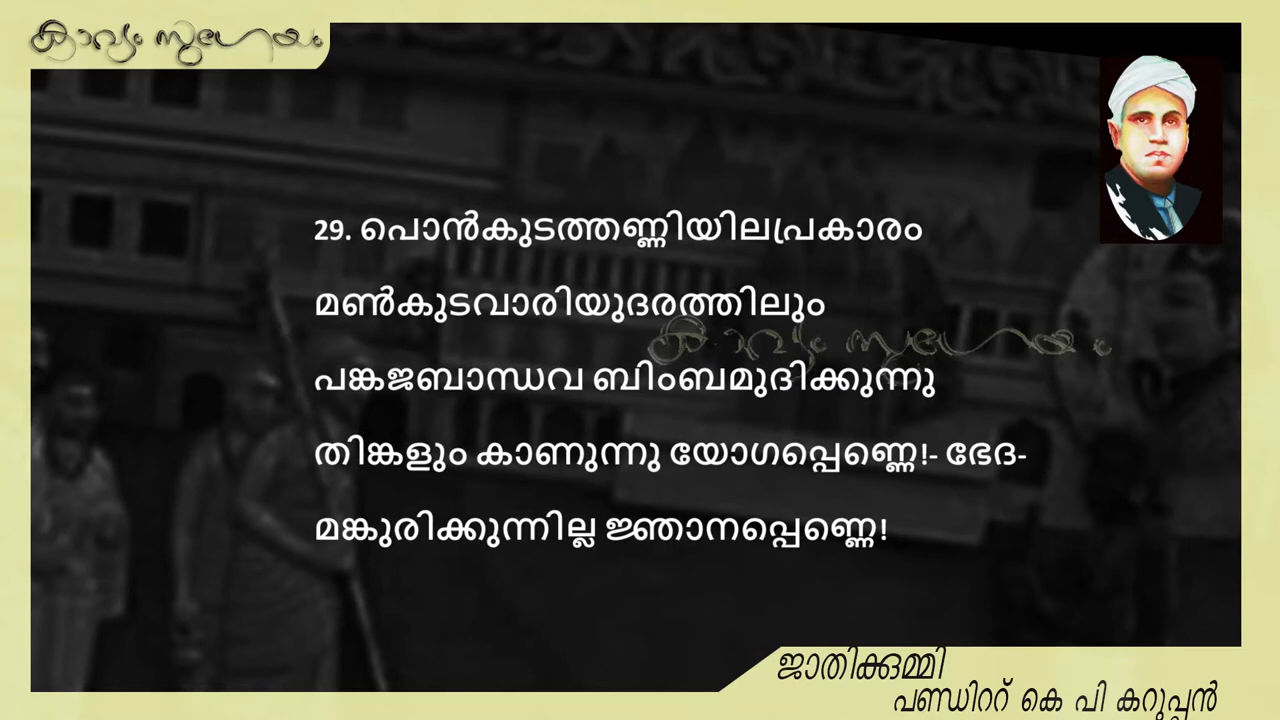 കാവ്യം സുഗേയം
29. പൊൻകുടത്തണ്ണിയിലപ്രകാരം
മൺകുടവാരിയുദരത്തിലും
കാവ്യം സുഗേയം
പങ്കജബാന്ധവ ബിംബമുദിക്കുന്നു
തിങ്കളും കാണുന്നു യോഗപ്പെണ്ണെ!- ഭേദ-
മങ്കുരിക്കുന്നില്ല ജ്ഞാനപ്പെണ്ണെ!
ജാതിക്കുമ്മി
പണ്ഡിററ് കെ പി കറുപ്പൻ